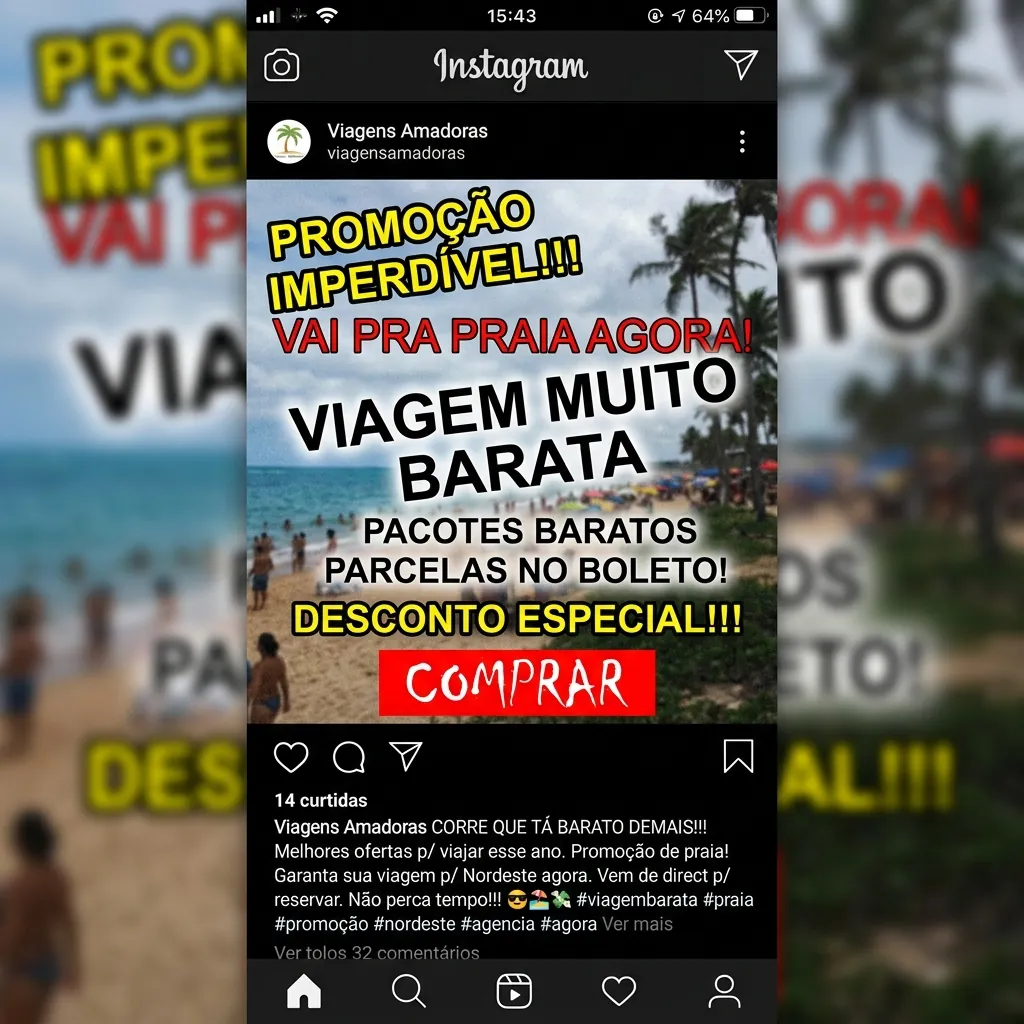 15:43
64%
Instagram
Viagens Amadoras
viagensamadoras
PROMOÇÃO
IMPERDÍVEL!!!
VAI PRA PRAIA AGORA!
VIAGEM MUITO
BARATA
PACOTES BARATOS
PARCELAS NO BOLETO!
DESCONTO ESPECIAL!!!
COMPRAR
14 curtidas
Viagens Amadoras CORRE QUE TÁ BARATO DEMAIS!!!
Melhores ofertas p/ viajar esse ano. Promoção de praia!
Garanta sua viagem p/ Nordeste agora. Vem de direct p/
reservar. Não perca tempo!!! 😎🏖️💸 #viagembarata #praia
#promoção #nordeste #agencia #agora Ver mais
Ver tolos 32 comentários